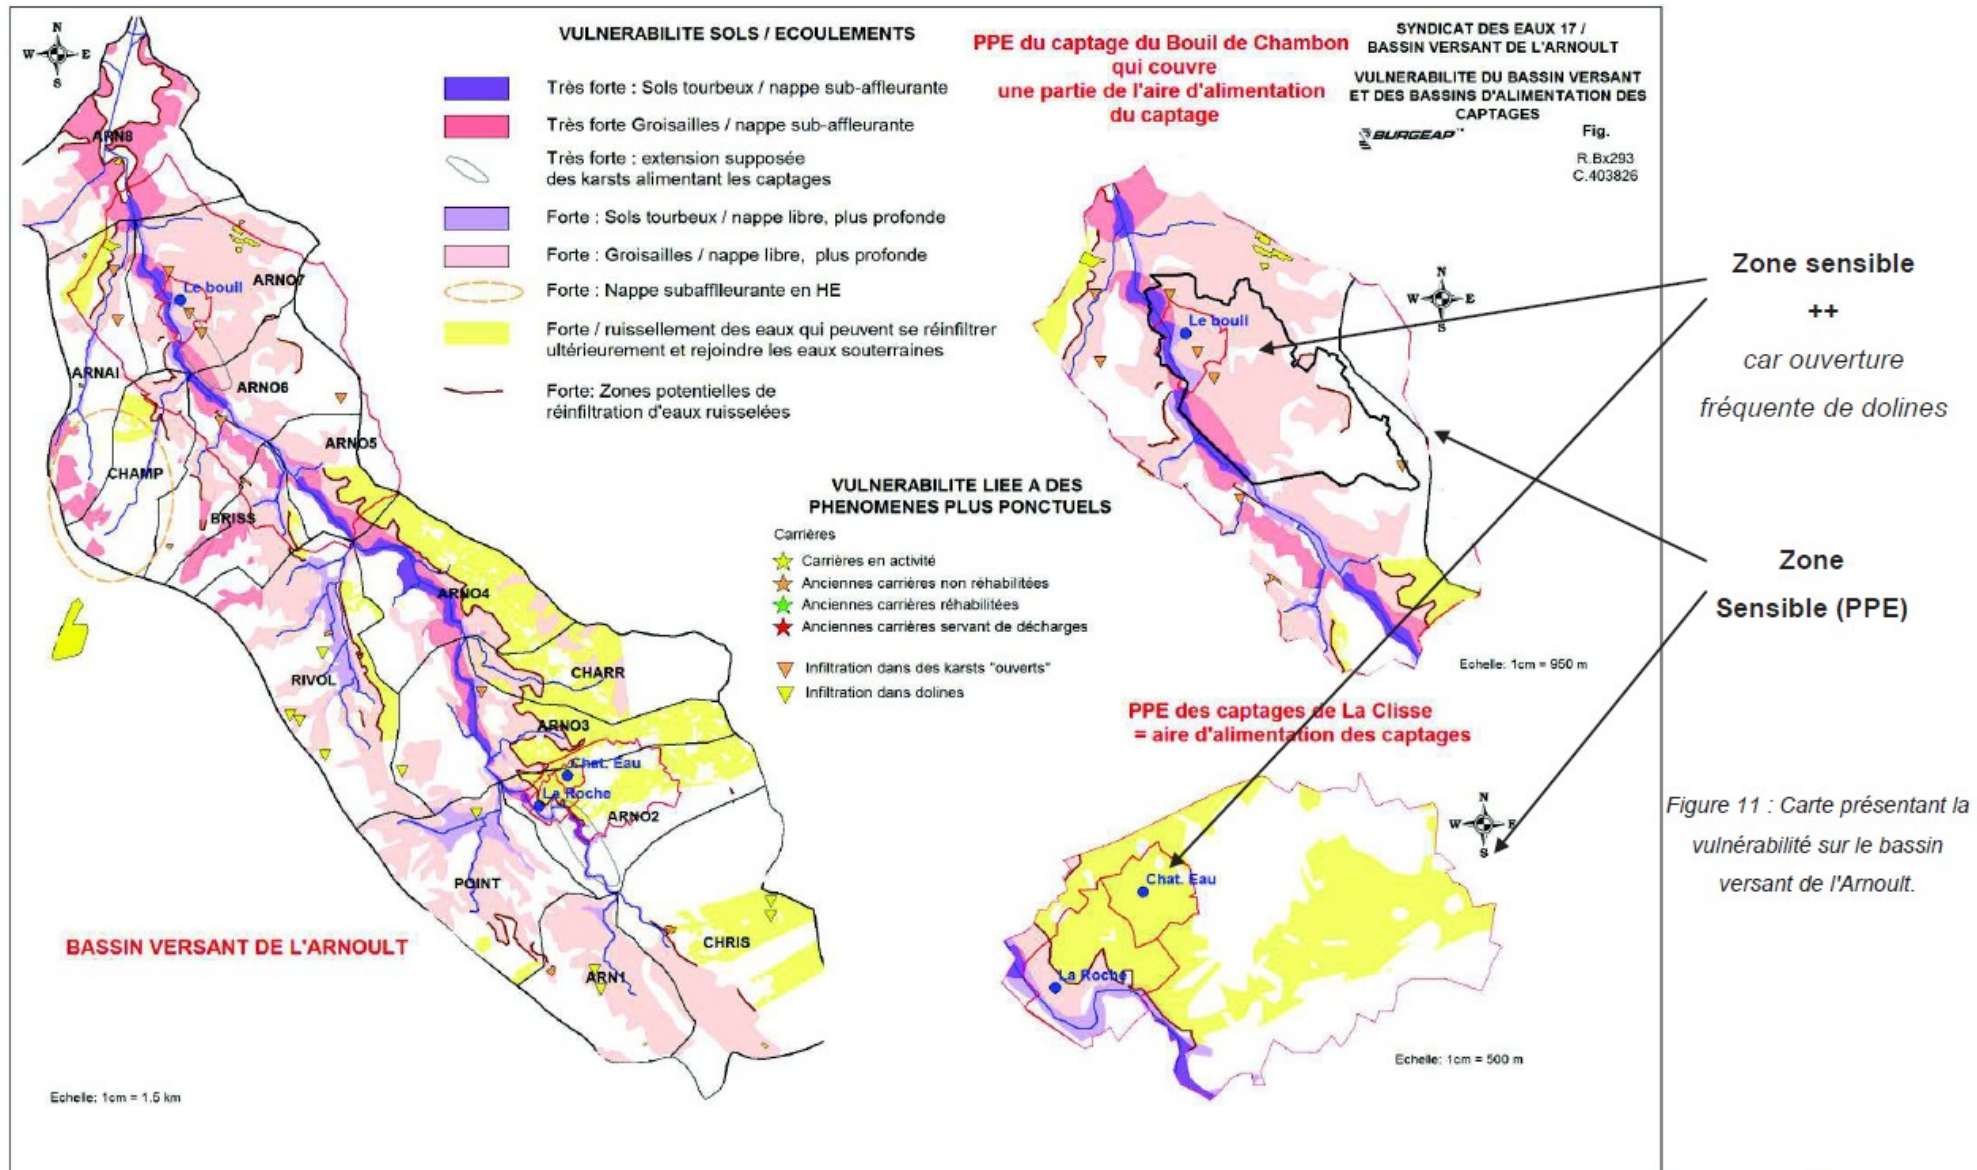 N
W E
S
VULNERABILITE SOLS / ECOULEMENTS
Très forte : Sols tourbeux / nappe sub-affleurante
Très forte Groisailles / nappe sub-affleurante
Très forte : extension supposée
des karsts alimentant les captages
Forte : Sols tourbeux / nappe libre, plus profonde
Forte : Groisailles / nappe libre, plus profonde
Forte : Nappe subafflleurante en HE
Forte / ruissellement des eaux qui peuvent se réinfiltrer
ultérieurement et rejoindre les eaux souterraines
Forte: Zones potentielles de
réinfiltration d'eaux ruisselées
PPE du captage du Bouil de Chambon
qui couvre
une partie de l'aire d'alimentation
du captage
SYNDICAT DES EAUX 17 /
BASSIN VERSANT DE L'ARNOULT
VULNERABILITE DU BASSIN VERSANT
ET DES BASSINS D'ALIMENTATION DES
CAPTAGES
BURGEAP
Fig.
R.Bx293
C.403826
ARN8
ARNO7
Le bouil
ARNAI
ARNO6
ARNO5
CHAMP
BRISS
ARNO4
RIVOL
CHARR
ARNO3
Chat. Eau
La Roche
ARNO2
POINT
CHRIS
ARN1
BASSIN VERSANT DE L'ARNOULT
Echelle: 1cm = 1.5 km
VULNERABILITE LIEE A DES
PHENOMENES PLUS PONCTUELS
Carrières
Carrières en activité
Anciennes carrières non réhabilitées
Anciennes carrières réhabilitées
Anciennes carrières servant de décharges
Infiltration dans des karsts "ouverts"
Infiltration dans dolines
N
W E
S
Le bouil
Echelle: 1cm = 950 m
PPE des captages de La Clisse
= aire d'alimentation des captages
N
W E
S
Chat. Eau
La Roche
Echelle: 1cm = 500 m
Zone sensible
++
car ouverture
fréquente de dolines
Zone
Sensible (PPE)
Figure 11 : Carte présentant la
vulnérabilité sur le bassin
versant de l'Arnoult.